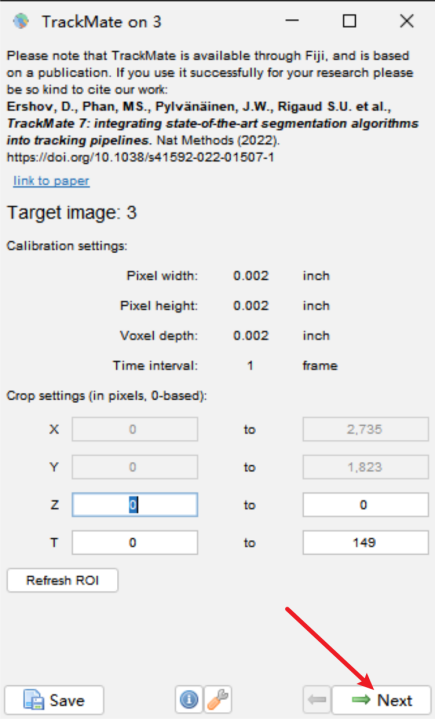 TrackMate on 3
Please note that TrackMate is available through Fiji, and is based
on a publication. If you use it successfully for your research please
be so kind to cite our work:
Ershov, D., Phan, MS., Pylvänäinen, J.W., Rigaud S.U. et al.,
TrackMate 7: integrating state-of-the-art segmentation algorithms
into tracking pipelines. Nat Methods (2022).
https://doi.org/10.1038/s41592-022-01507-1
link to paper
Target image: 3
Calibration settings:
Pixel width: 0.002 inch
Pixel height: 0.002 inch
Voxel depth: 0.002 inch
Time interval: 1 frame
Crop settings (in pixels, 0-based):
X 0 to 2,735
Y 0 to 1,823
Z 0 to 0
T 0 to 149
Refresh ROI
Save Next